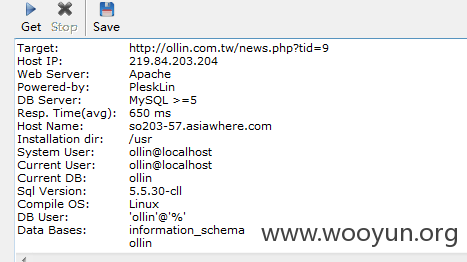 Get Stop Save
Target: http://ollin.com.tw/news.php?tid=9
Host IP: 219.84.203.204
Web Server: Apache
Powered-by: PleskLin
DB Server: MySQL >=5
Resp. Time(avg): 650 ms
Host Name: so203-57.asiawhere.com
Installation dir: /usr
System User: ollin@localhost
Current User: ollin@localhost
Current DB: ollin
Sql Version: 5.5.30-cll
Compile OS: Linux
DB User: 'ollin'@'%'
Data Bases: information_schema
ollin
www.wooyun.org